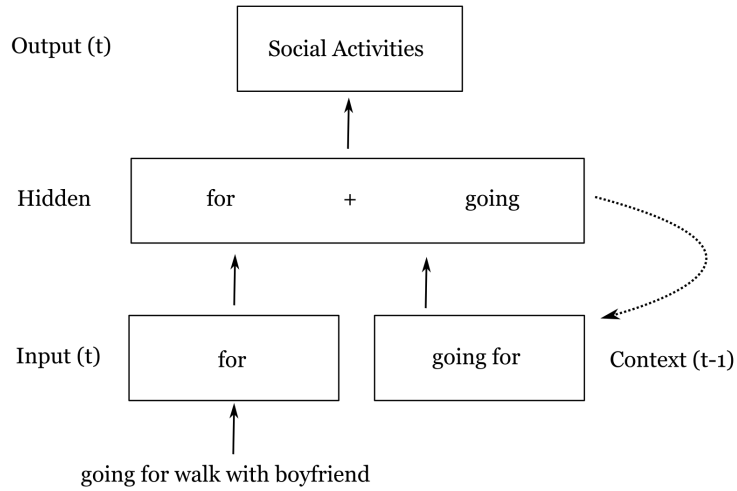 Output (t)
Social Activities
Hidden
for + going
Input (t)
for
going for
Context (t-1)
going for walk with boyfriend